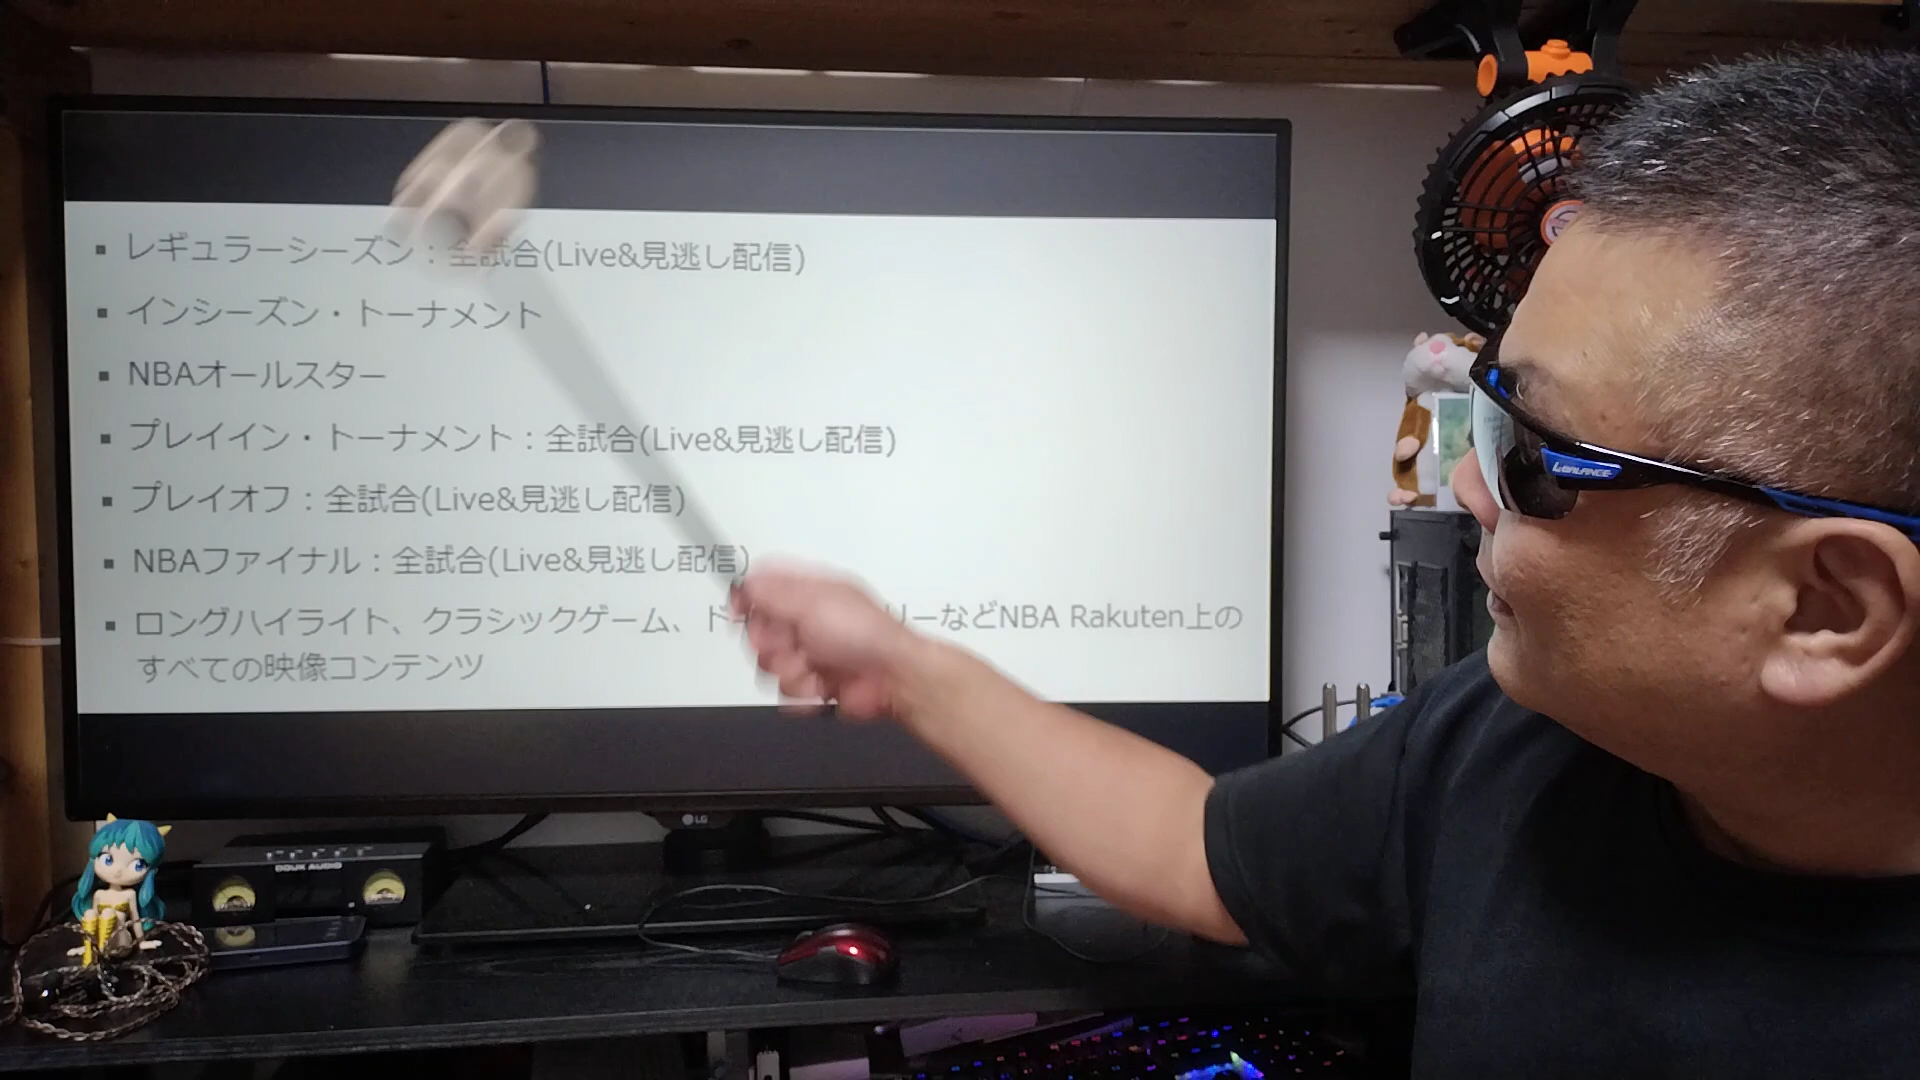 ▪ レギュラーシーズン：全試合(Live&見逃し配信)
▪ インシーズン・トーナメント
▪ NBAオールスター
▪ プレイイン・トーナメント：全試合(Live&見逃し配信)
▪ プレイオフ：全試合(Live&見逃し配信)
▪ NBAファイナル：全試合(Live&見逃し配信)
▪ ロングハイライト、クラシックゲーム、 などNBA Rakuten上の
すべての映像コンテンツ
LG
DOUK AUDIO